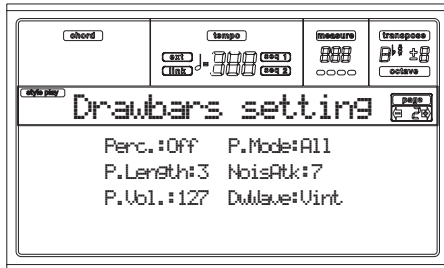 chord tempo measure transpose
ext ♩= seq 1
link seq 2
octave
style play Drawbars setting page
Perc.:Off P.Mode:All
P.Length:3 NoisAtk:7
P.Vol.:127 DwWave:Vint